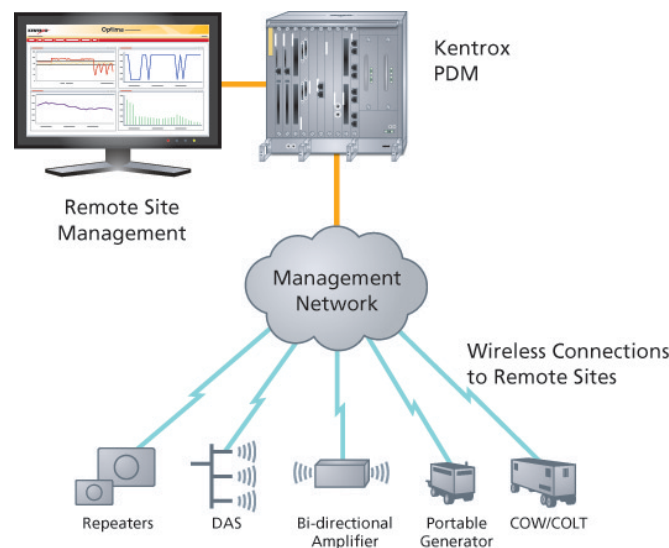 Optima
Kentrox
PDM
Remote Site
Management
Management
Network
Wireless Connections
to Remote Sites
Repeaters
DAS
Bi-directional
Amplifier
Portable
Generator
COW/COLT